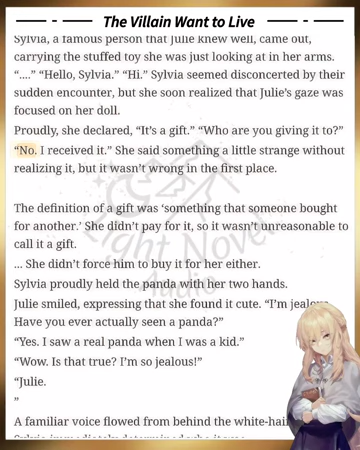 The Villain Want to Live
Sylvia, a famous person that Julie knew well, came out,
carrying the stuffed toy she was just looking at in her arms.
“....” “Hello, Sylvia.” “Hi.” Sylvia seemed disconcerted by their
sudden encounter, but she soon realized that Julie’s gaze was
focused on her doll.
Proudly, she declared, “It’s a gift.” “Who are you giving it to?”
“No. I received it.” She said something a little strange without
realizing it, but it wasn’t wrong in the first place.
The definition of a gift was ‘something that someone bought
for another.’ She didn’t pay for it, so it wasn’t unreasonable to
call it a gift.
... She didn’t force him to buy it for her either.
Sylvia proudly held the panda with her two hands.
Julie smiled, expressing that she found it cute. “I’m jealous.
Have you ever actually seen a panda?”
“Yes. I saw a real panda when I was a kid.”
“Wow. Is that true? I’m so jealous!”
“Julie.
”
A familiar voice flowed from behind the white-hai
Light Novel
Audio